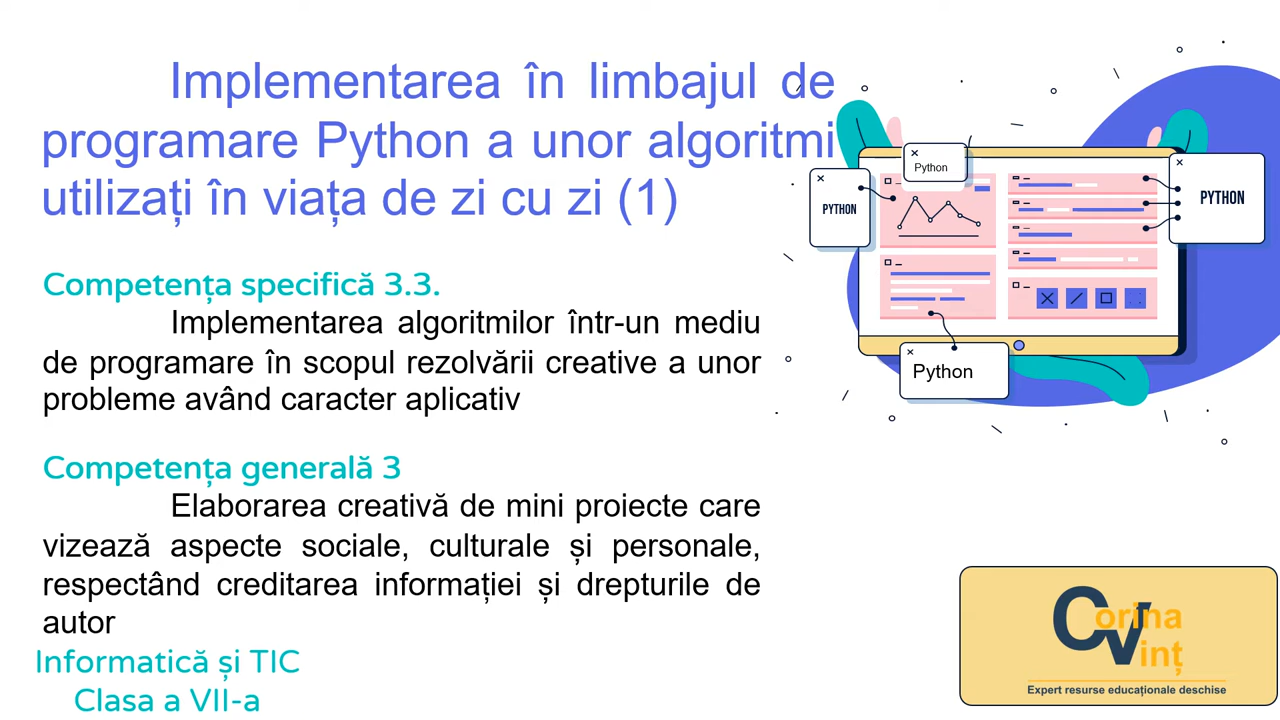 Implementarea în limbajul de
programare Python a unor algoritmi
utilizați în viața de zi cu zi (1)
Competența specifică 3.3.
Implementarea algoritmilor într-un mediu
de programare în scopul rezolvării creative a unor
probleme având caracter aplicativ
Competența generală 3
Elaborarea creativă de mini proiecte care
vizează aspecte sociale, culturale și personale,
respectând creditarea informației și drepturile de
autor
Informatică și TIC
Clasa a VII-a
Python
PYTHON
PYTHON
Python
Corina
Vinț
Expert resurse educaționale deschise